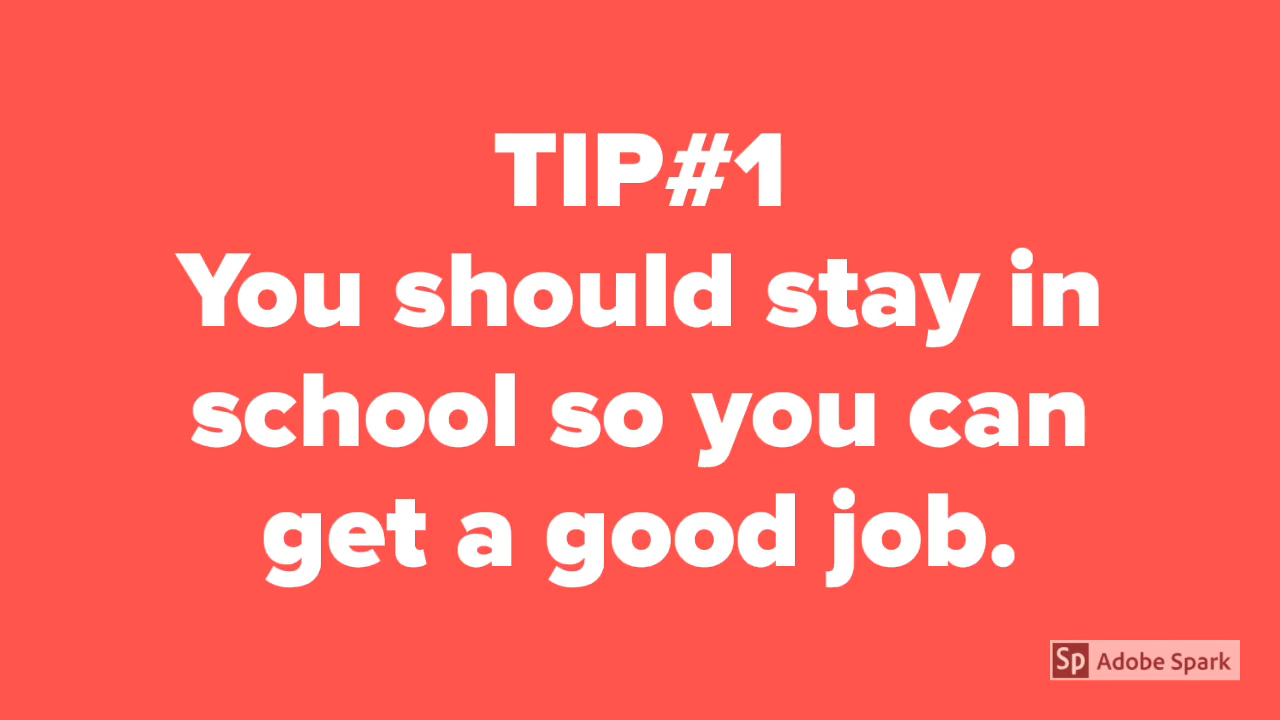 TIP#1
You should stay in
school so you can
get a good job.
Sp Adobe Spark